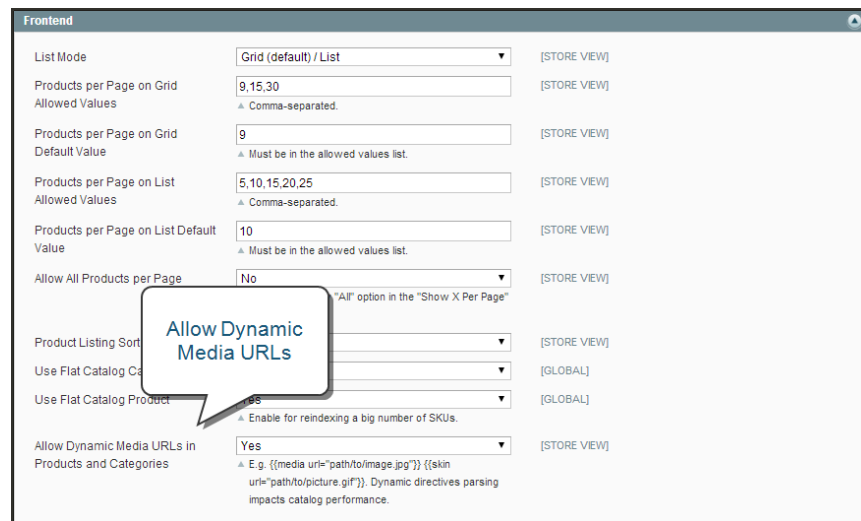 Frontend
List Mode
Grid (default) / List
[STORE VIEW]
Products per Page on Grid
Allowed Values
9,15,30
[STORE VIEW]
Comma-separated.
Products per Page on Grid
Default Value
9
[STORE VIEW]
Must be in the allowed values list.
Products per Page on List
Allowed Values
5,10,15,20,25
[STORE VIEW]
Comma-separated.
Products per Page on List Default
Value
10
[STORE VIEW]
Must be in the allowed values list.
Allow All Products per Page
No
[STORE VIEW]
"All" option in the "Show X Per Page"
Allow Dynamic
Media URLs
Product Listing Sort
[STORE VIEW]
Use Flat Catalog
[GLOBAL]
Use Flat Catalog Product
Yes
[GLOBAL]
Enable for reindexing a big number of SKUs.
Allow Dynamic Media URLs in
Products and Categories
Yes
[STORE VIEW]
E.g. {{media url="path/to/image.jpg"}} {{skin
url="path/to/picture.gif"}}. Dynamic directives parsing
impacts catalog performance.